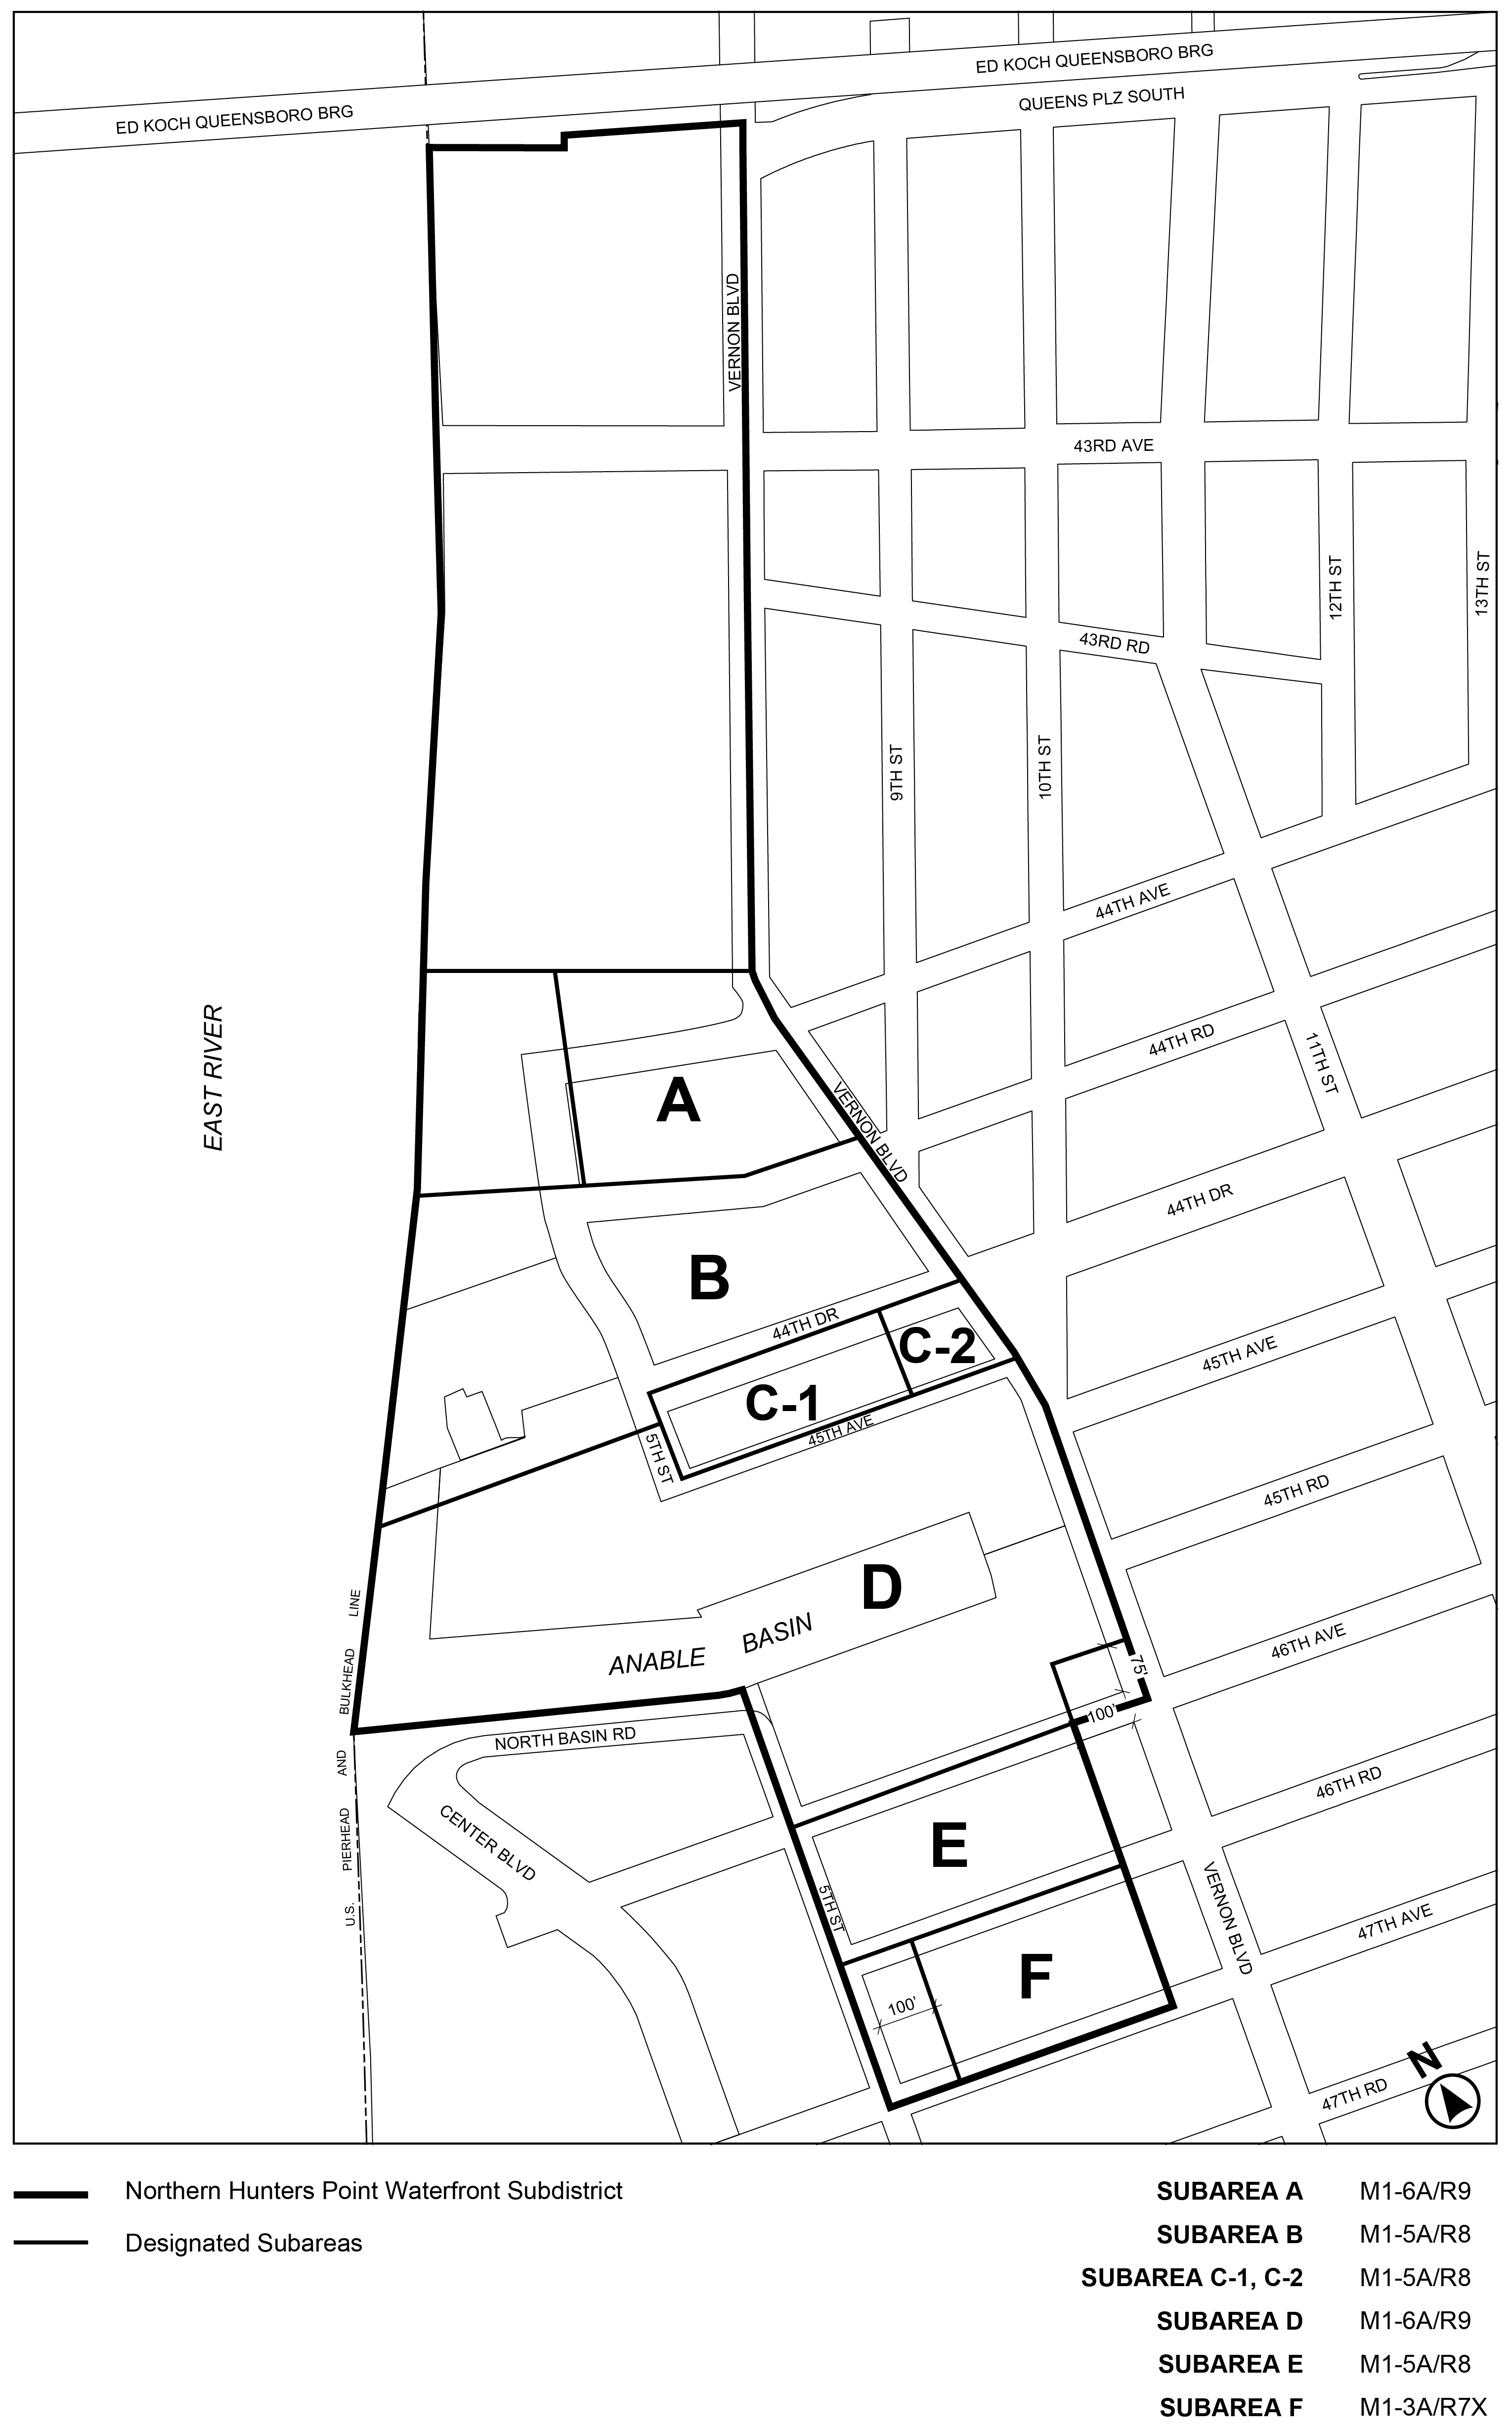 ED KOCH QUEENSBORO BRG
ED KOCH QUEENSBORO BRG
QUEENS PLZ SOUTH
VERNON BLVD
43RD AVE
12TH ST
13TH ST
43RD RD
9TH ST
10TH ST
44TH AVE
EAST RIVER
44TH RD
11TH ST
A
VERNON BLVD
44TH DR
B
44TH DR
C-2
45TH AVE
C-1
45TH AVE
5TH ST
45TH RD
D
ANABLE BASIN
46TH AVE
75'
100'
NORTH BASIN RD
U.S. PIERHEAD AND BULKHEAD LINE
46TH RD
CENTER BLVD
E
5TH ST
VERNON BLVD
47TH AVE
F
100'
N
47TH RD
Northern Hunters Point Waterfront Subdistrict
Designated Subareas
SUBAREA A M1-6A/R9
SUBAREA B M1-5A/R8
SUBAREA C-1, C-2 M1-5A/R8
SUBAREA D M1-6A/R9
SUBAREA E M1-5A/R8
SUBAREA F M1-3A/R7X